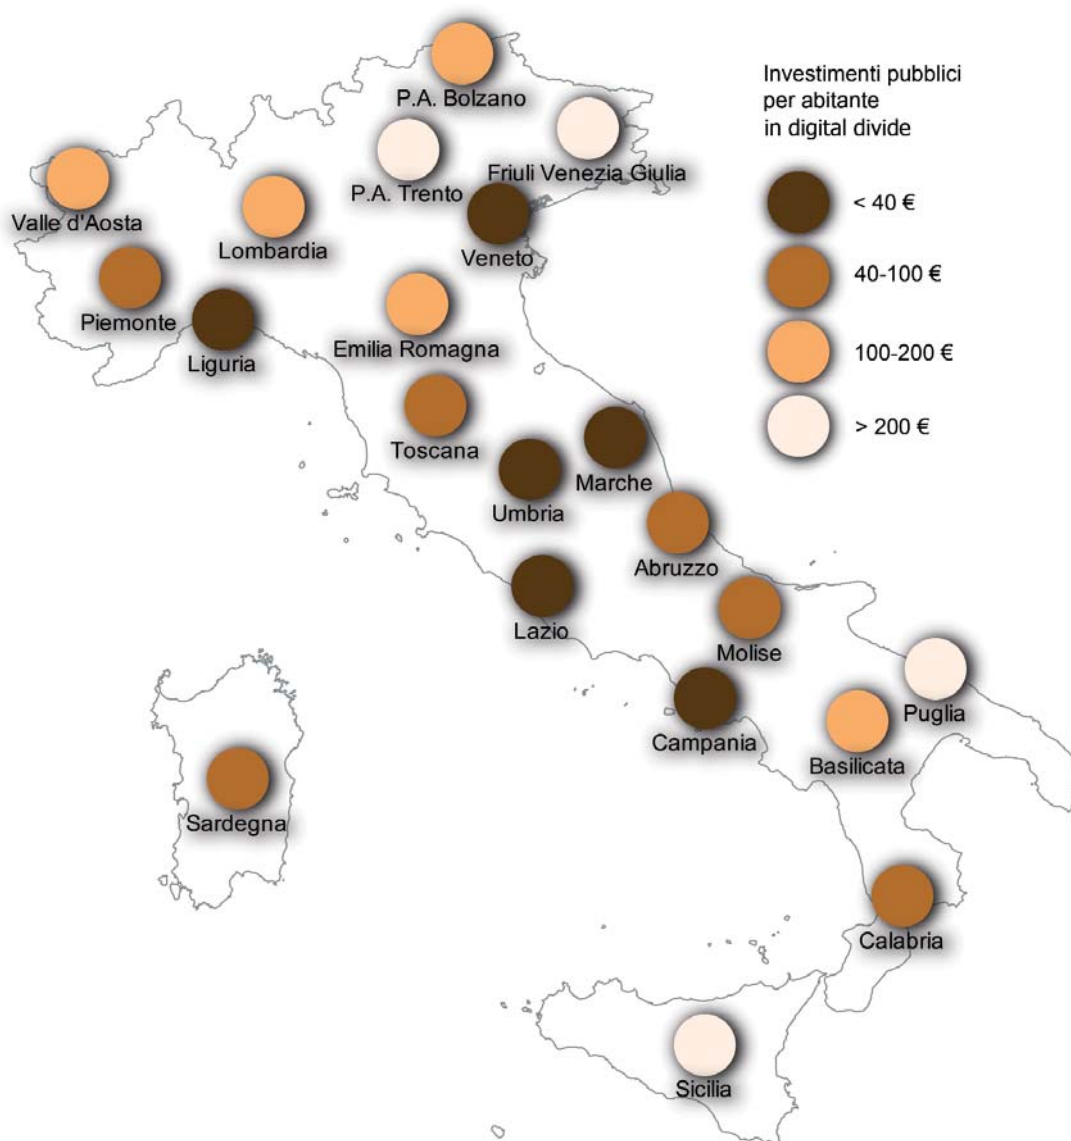 Investimenti pubblici
per abitante
in digital divide
< 40 €
40-100 €
100-200 €
> 200 €
P.A. Bolzano
Friuli Venezia Giulia
P.A. Trento
Valle d'Aosta
Lombardia
Veneto
Piemonte
Emilia Romagna
Liguria
Toscana
Marche
Umbria
Abruzzo
Lazio
Molise
Puglia
Campania
Basilicata
Sardegna
Calabria
Sicilia